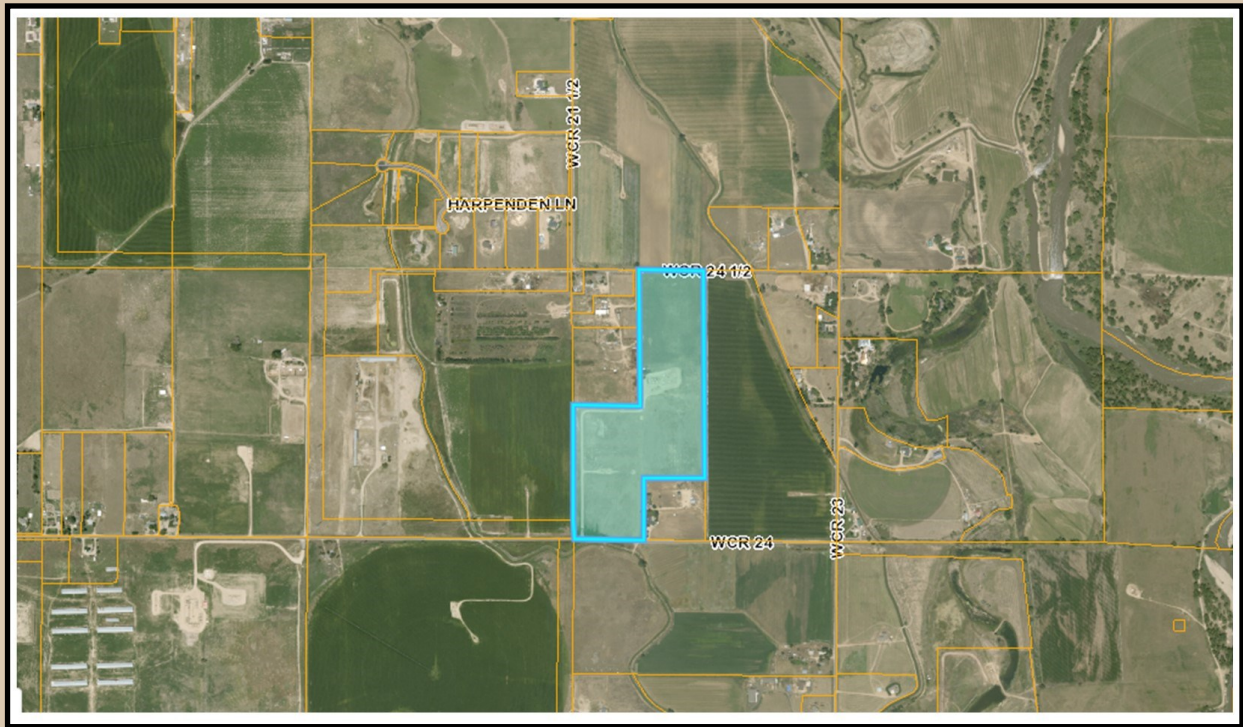 WCR 21 1/2
HARPENDEN LN
WCR 24 1/2
WCR 23
WCR 24